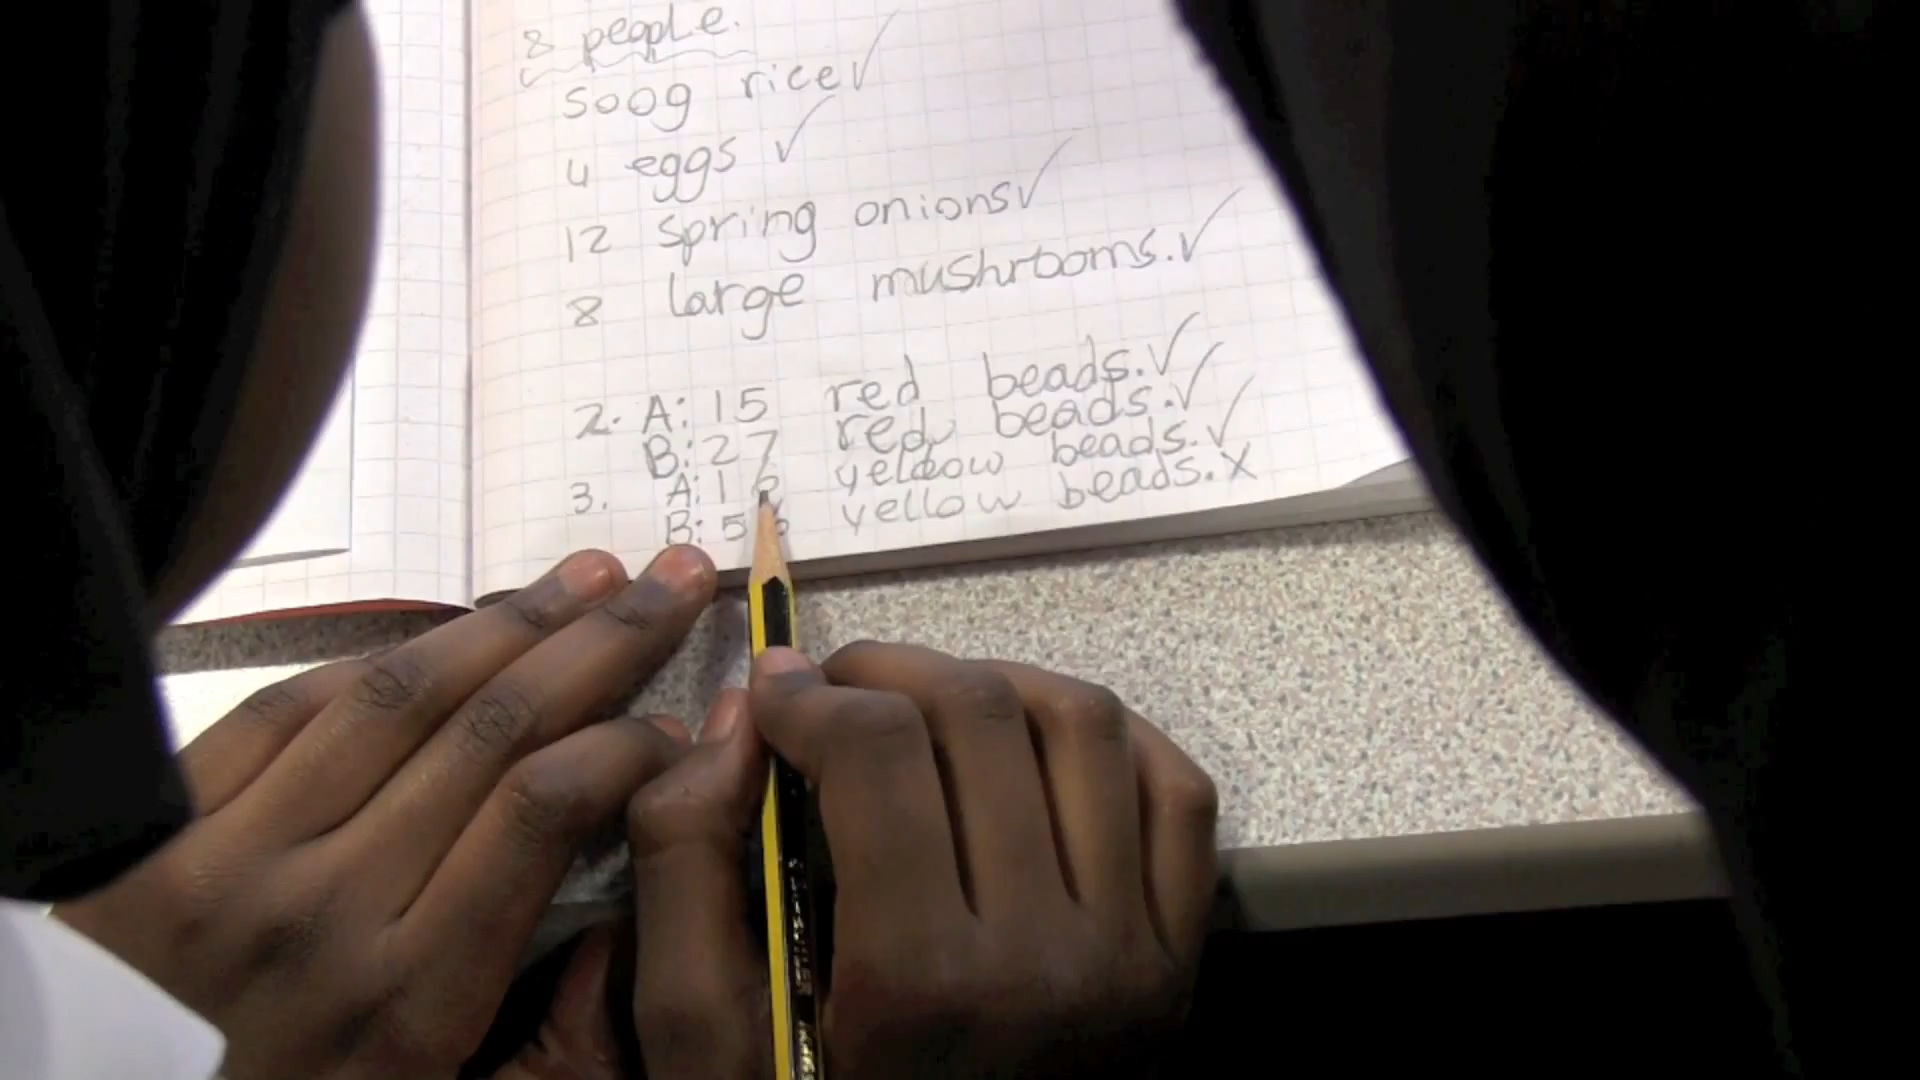 8 people.
500g rice ✓
4 eggs ✓
12 spring onions ✓
8 large mushrooms. ✓
2. A: 15 red beads. ✓
B: 27 red beads. ✓
3. A: 1 yellow beads. ✓
B: 5 yellow beads. X